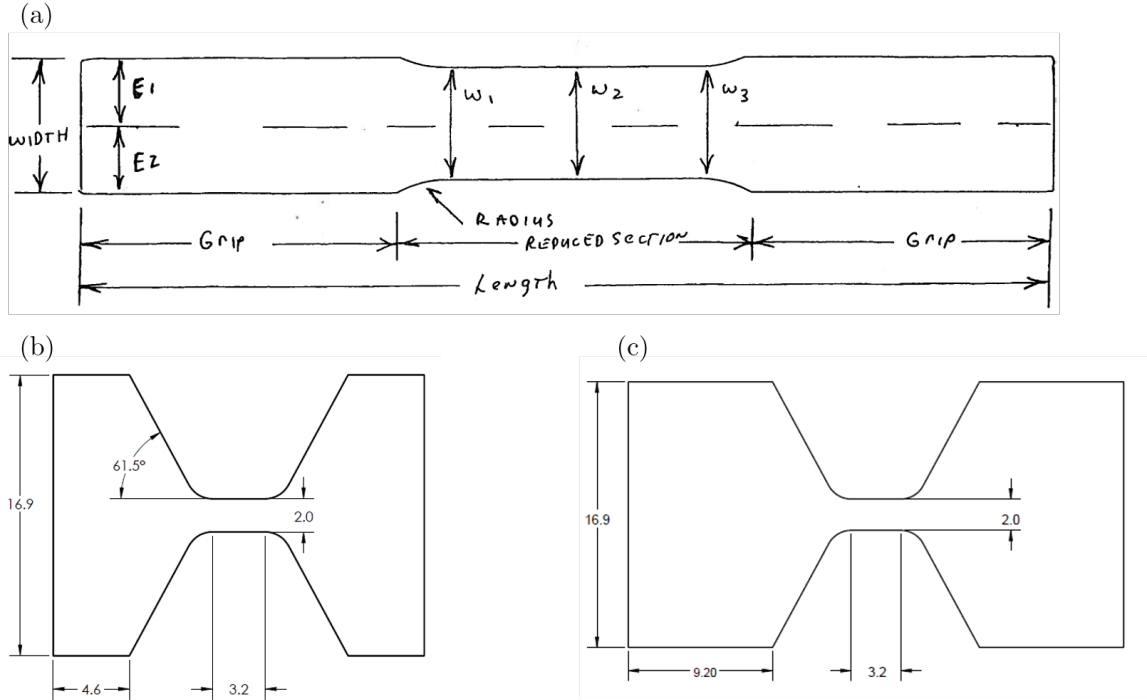 (a)
E1
W1
W2
W3
WIDTH
E2
RADIUS
Grip
REDUCED SECTION
Grip
Length
(b)
(c)
61.5°
16.9
2.0
4.6
3.2
16.9
2.0
9.20
3.2